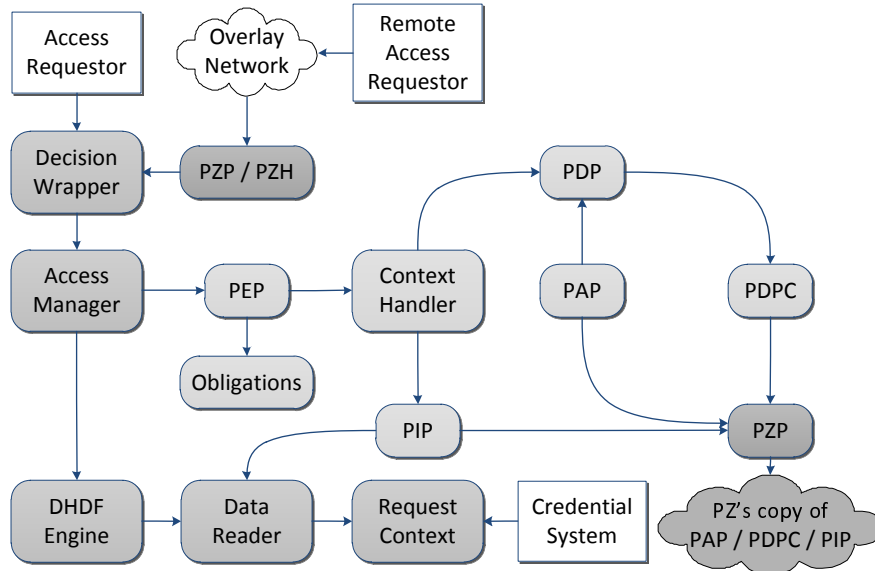 Access
Requestor
Overlay
Network
Remote
Access
Requestor
Decision
Wrapper
PZP / PZH
PDP
Access
Manager
PEP
Context
Handler
PAP
PDPC
Obligations
PIP
PZP
DHDF
Engine
Data
Reader
Request
Context
Credential
System
PZ's copy of
PAP / PDPC / PIP